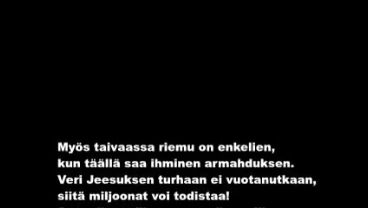 Myös taivaassa riemu on enkelien,
kun täällä saa ihminen armahduksen.
Veri Jeesuksen turhaan ei vuotanutkaan,
siitä miljoonat voi todistaa!